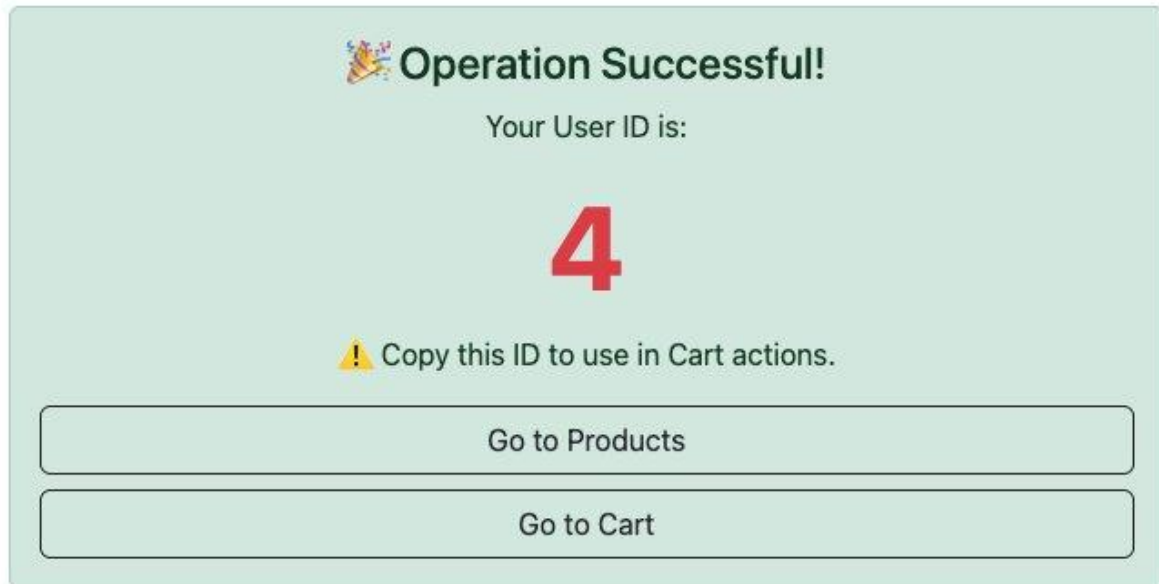 🎉 Operation Successful!
Your User ID is:
4
⚠️ Copy this ID to use in Cart actions.
Go to Products
Go to Cart